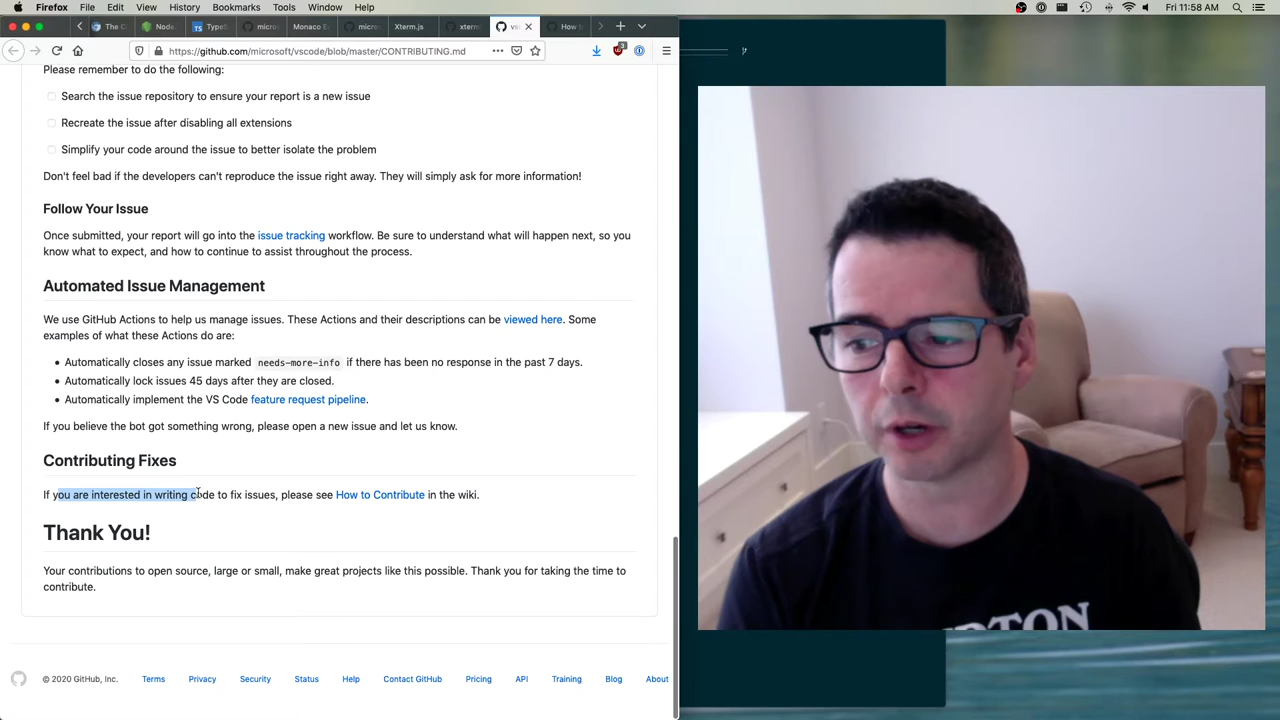 Firefox File Edit View History Bookmarks Tools Window Help Fri 11:58 AM
The C Node. TypeS micros Monaco Ed micros Xterm.js xterm vsc How t
https://github.com/microsoft/vscode/blob/master/CONTRIBUTING.md
Please remember to do the following:
Search the issue repository to ensure your report is a new issue
Recreate the issue after disabling all extensions
Simplify your code around the issue to better isolate the problem
Don't feel bad if the developers can't reproduce the issue right away. They will simply ask for more information!
Follow Your Issue
Once submitted, your report will go into the issue tracking workflow. Be sure to understand what will happen next, so you
know what to expect, and how to continue to assist throughout the process.
Automated Issue Management
We use GitHub Actions to help us manage issues. These Actions and their descriptions can be viewed here. Some
examples of what these Actions do are:
• Automatically closes any issue marked needs-more-info if there has been no response in the past 7 days.
• Automatically lock issues 45 days after they are closed.
• Automatically implement the VS Code feature request pipeline.
If you believe the bot got something wrong, please open a new issue and let us know.
Contributing Fixes
If you are interested in writing code to fix issues, please see How to Contribute in the wiki.
Thank You!
Your contributions to open source, large or small, make great projects like this possible. Thank you for taking the time to
contribute.
© 2020 GitHub, Inc. Terms Privacy Security Status Help Contact GitHub Pricing API Training Blog About